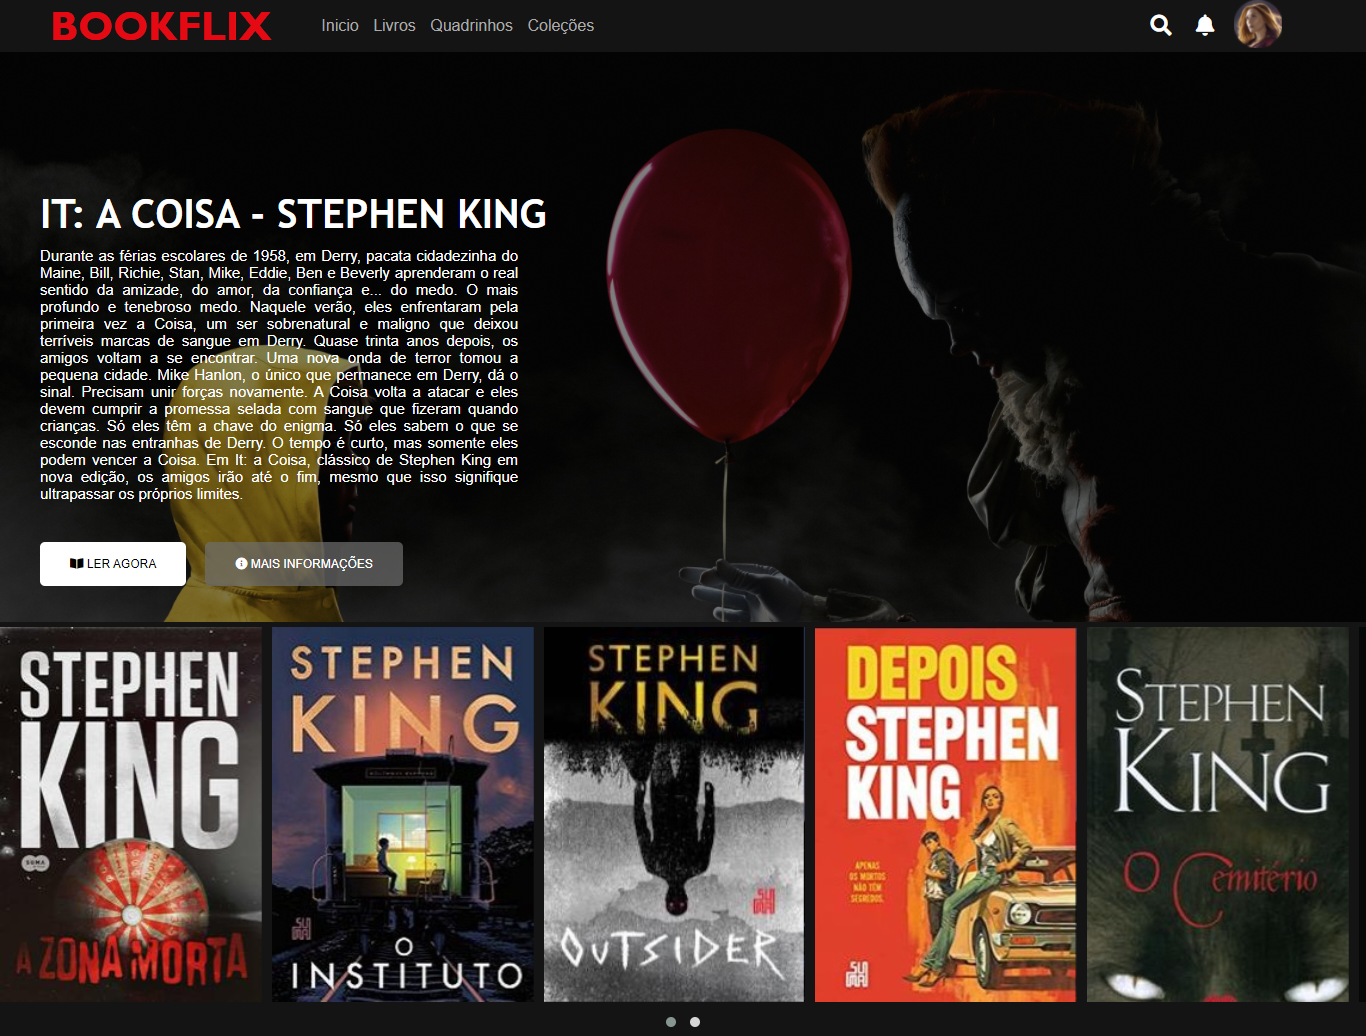 BOOKFLIX
Inicio Livros Quadrinhos Coleções
IT: A COISA - STEPHEN KING
Durante as férias escolares de 1958, em Derry, pacata cidadezinha do
Maine, Bill, Richie, Stan, Mike, Eddie, Ben e Beverly aprenderam o real
sentido da amizade, do amor, da confiança e... do medo. O mais
profundo e tenebroso medo. Naquele verão, eles enfrentaram pela
primeira vez a Coisa, um ser sobrenatural e maligno que deixou
terríveis marcas de sangue em Derry. Quase trinta anos depois, os
amigos voltam a se encontrar. Uma nova onda de terror tomou a
pequena cidade. Mike Hanlon, o único que permanece em Derry, dá o
sinal. Precisam unir forças novamente. A Coisa volta a atacar e eles
devem cumprir a promessa selada com sangue que fizeram quando
crianças. Só eles têm a chave do enigma. Só eles sabem o que se
esconde nas entranhas de Derry. O tempo é curto, mas somente eles
podem vencer a Coisa. Em It: a Coisa, clássico de Stephen King em
nova edição, os amigos irão até o fim, mesmo que isso signifique
ultrapassar os próprios limites.
LER AGORA
MAIS INFORMAÇÕES
STEPHEN
KING
SUMA
A ZONA MORTA
STEPHEN
KING
SUMA
O
INSTITUTO
STEPHEN
KING
SUMA
OUTSIDER
DEPOIS
STEPHEN
KING
APENAS
OS MORTOS
NÃO TÊM
SEGREDOS.
SUMA
STEPHEN
KING
O Cemitério